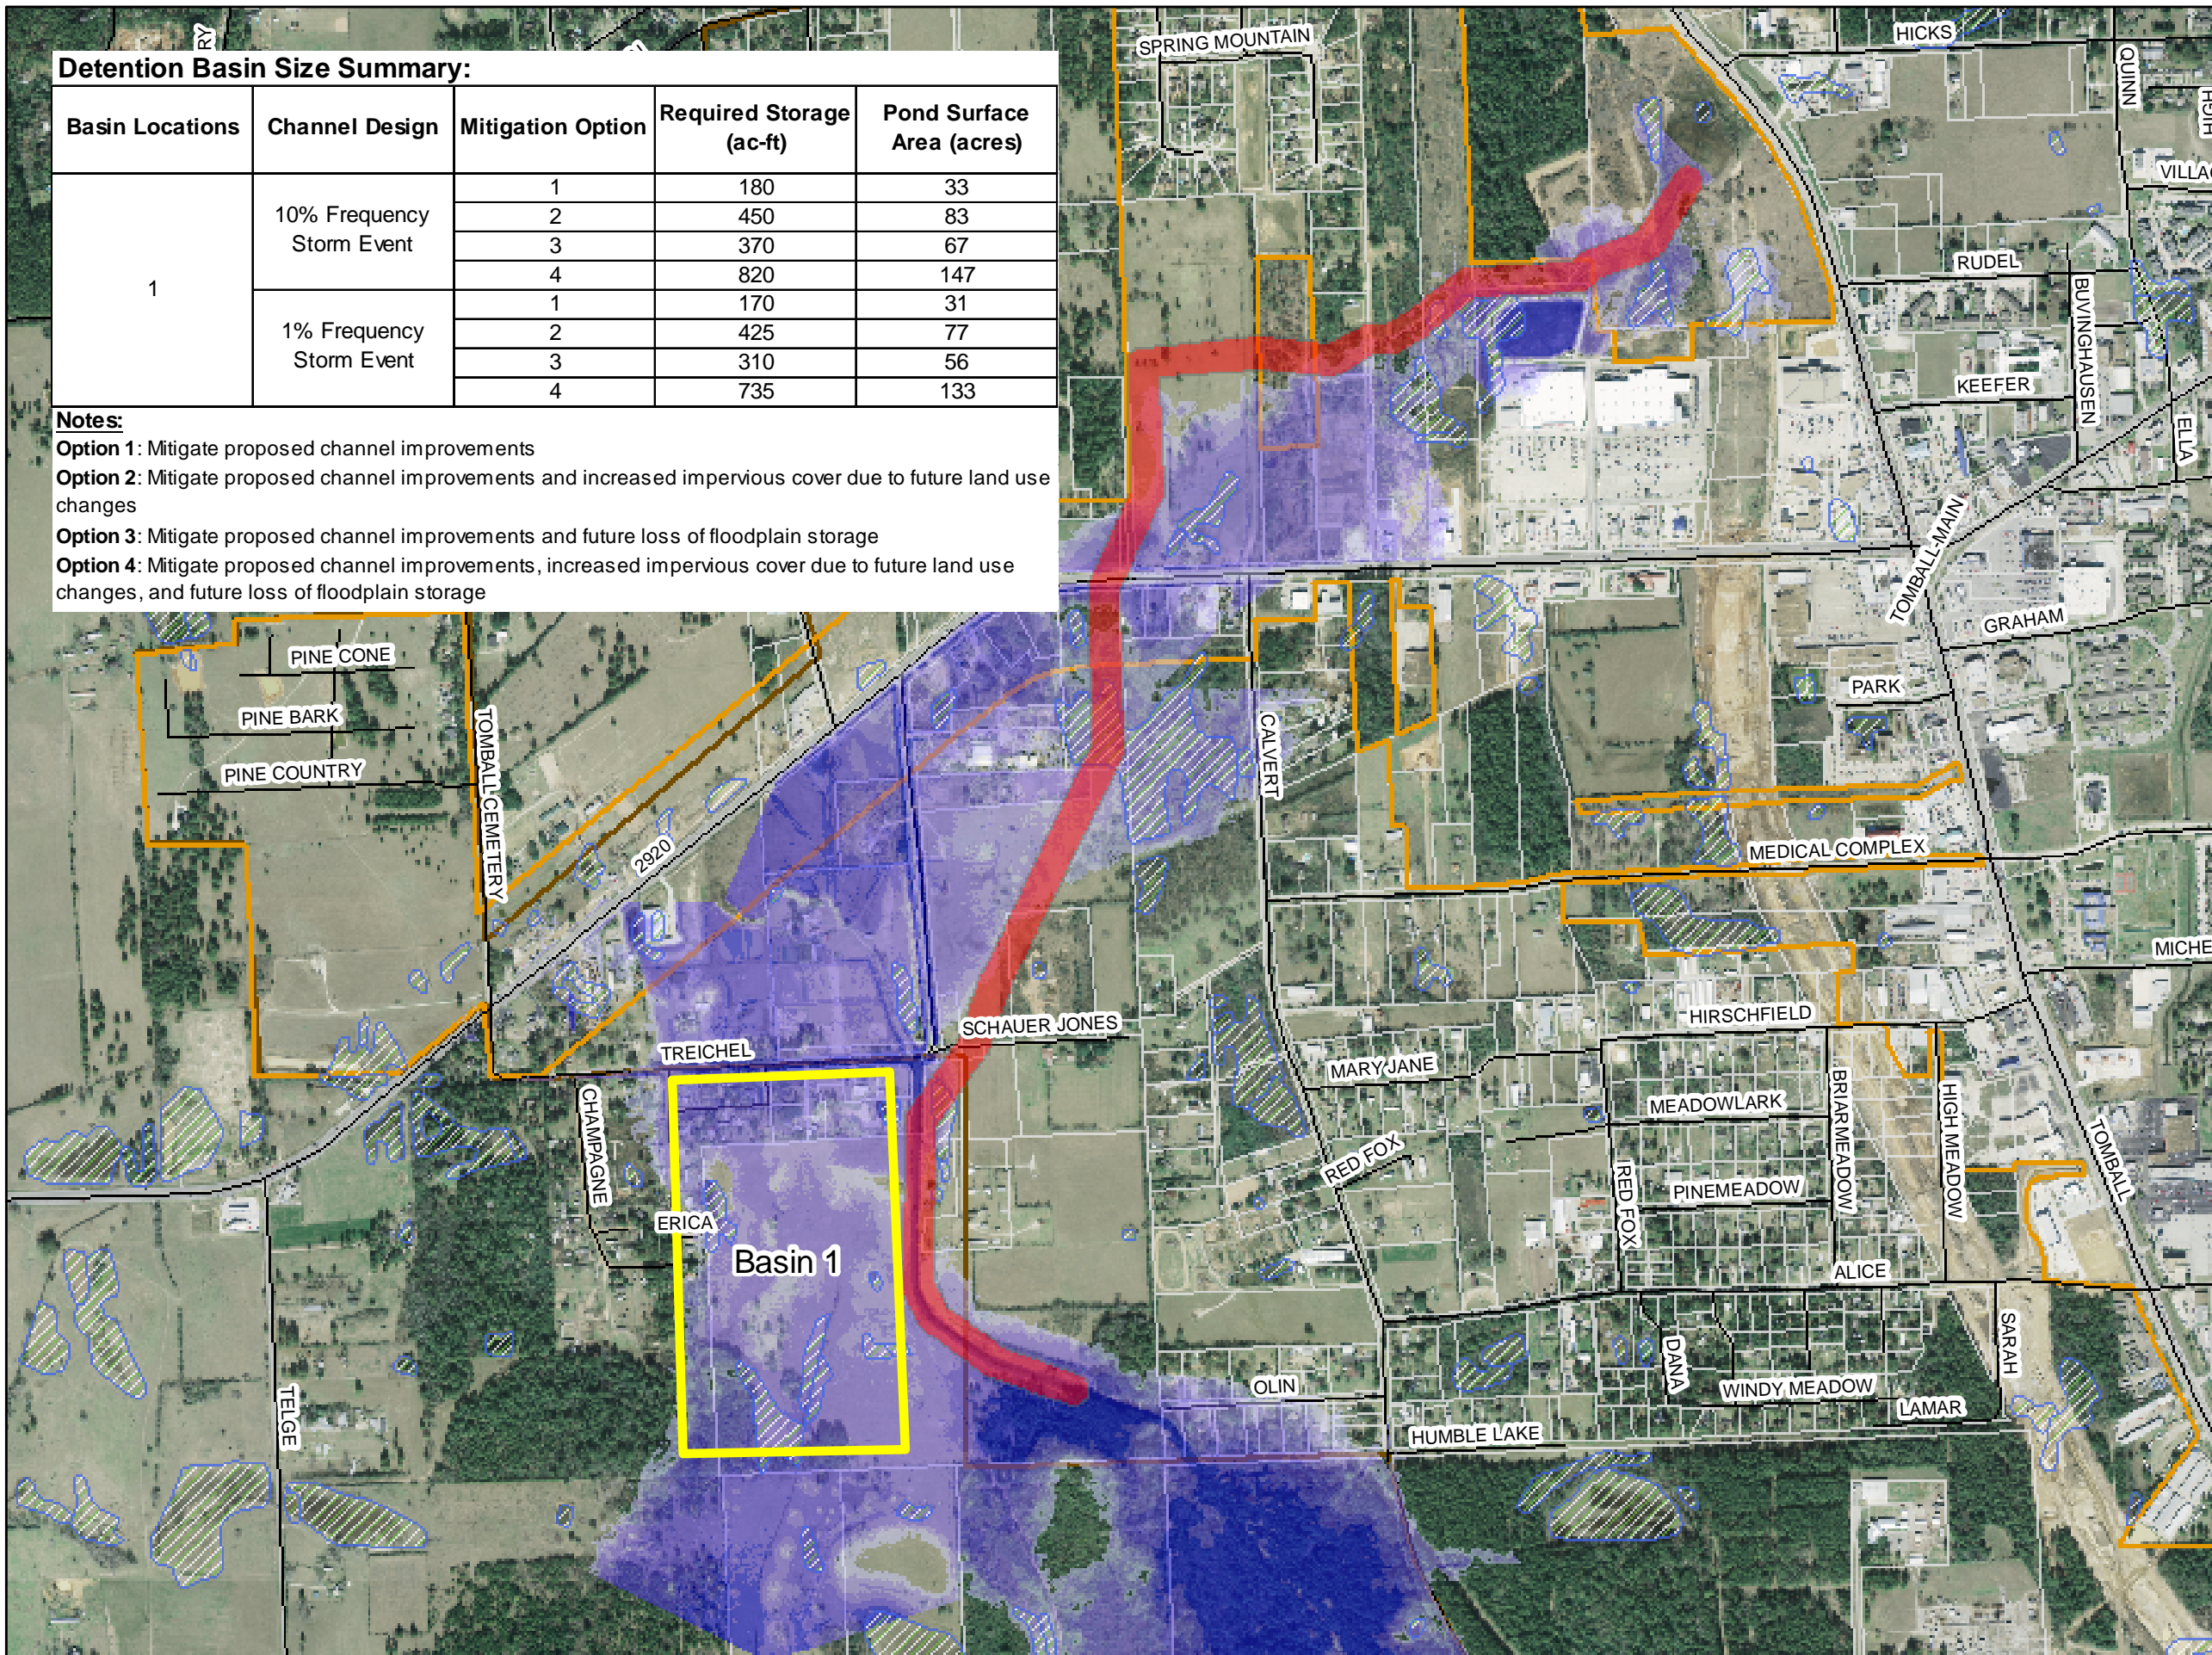 Detention Basin Size Summary:
Basin Locations Channel Design Mitigation Option Required Storage (ac-ft) Pond Surface Area (acres)
1
10% Frequency Storm Event
1 180 33
2 450 83
3 370 67
4 820 147
1% Frequency Storm Event
1 170 31
2 425 77
3 310 56
4 735 133
Notes:
Option 1: Mitigate proposed channel improvements
Option 2: Mitigate proposed channel improvements and increased impervious cover due to future land use
changes
Option 3: Mitigate proposed channel improvements and future loss of floodplain storage
Option 4: Mitigate proposed channel improvements, increased impervious cover due to future land use
changes, and future loss of floodplain storage
RY
SPRING MOUNTAIN
HICKS
QUINN
VILLAG
RUDEL
BUVINGHAUSEN
KEEFER
ELLA
TOMBALL-MAIN
GRAHAM
PINE CONE
PARK
PINE BARK
TOMBALL CEMETERY
CALVERT
PINE COUNTRY
2920
MEDICAL COMPLEX
MICHE
HIRSCHFIELD
SCHAUER JONES
TREICHEL
MARY JANE
CHAMPAGNE
MEADOWLARK
BRIARMEADOW
HIGH MEADOW
TOMBALL
RED FOX
RED FOX
PINEMEADOW
ERICA
Basin 1
ALICE
DANA
SARAH
OLIN
WINDY MEADOW
TELGE
LAMAR
HUMBLE LAKE